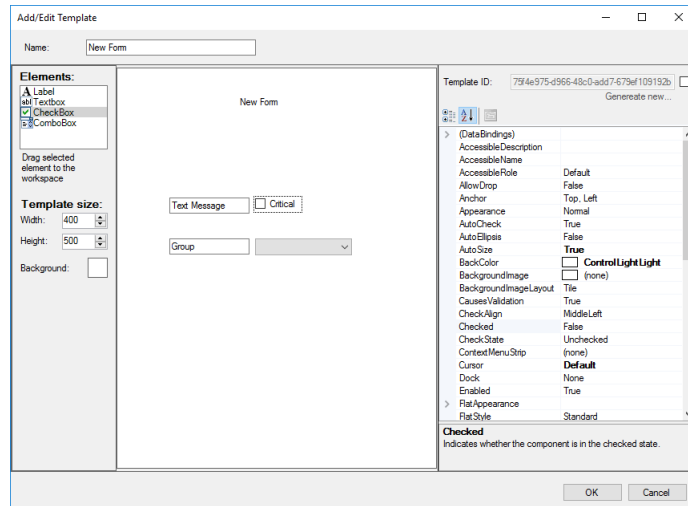 Add/Edit Template
Name: New Form
Elements:
A Label
abl Textbox
CheckBox
ComboBox
Drag selected
element to the
workspace
Template size:
Width: 400
Height: 500
Background:
New Form
Text Message Critical
Group
Template ID: 75f4e975-d966-48c0-add7-679ef109192b
Genereate new...
(DataBindings)
AccessibleDescription
AccessibleName
AccessibleRole Default
AllowDrop False
Anchor Top, Left
Appearance Normal
AutoCheck True
AutoEllipsis False
AutoSize True
BackColor ControlLightLight
BackgroundImage (none)
BackgroundImageLayout Tile
CausesValidation True
CheckAlign MiddleLeft
Checked False
CheckState Unchecked
ContextMenuStrip (none)
Cursor Default
Dock None
Enabled True
FlatAppearance
FlatStyle Standard
Checked
Indicates whether the component is in the checked state.
OK Cancel